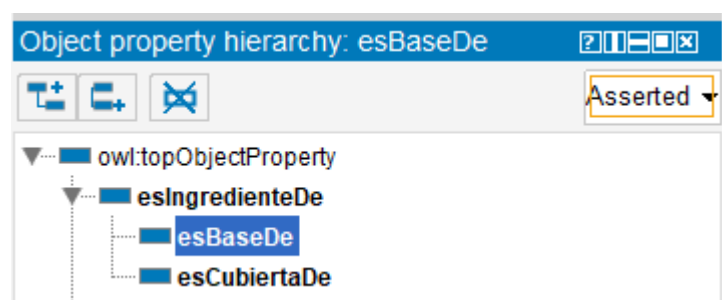 Object property hierarchy: esBaseDe
Asserted
owl:topObjectProperty
esIngredienteDe
esBaseDe
esCubiertaDe